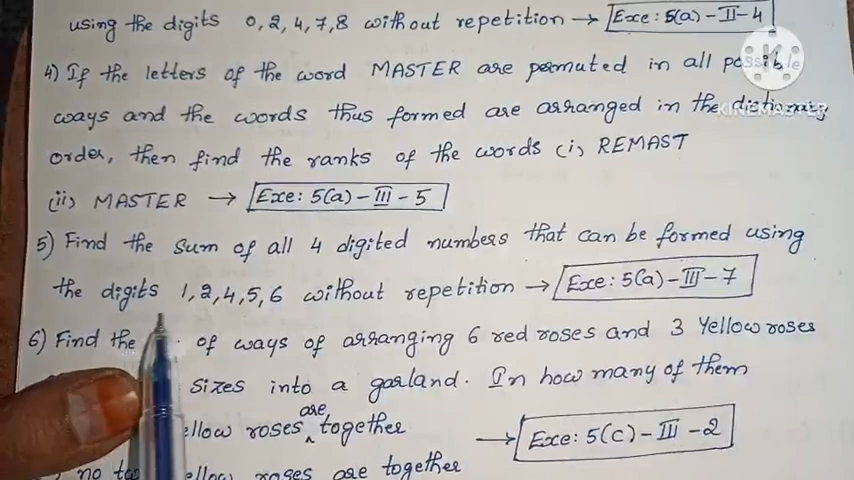 using the digits 0, 2, 4, 7, 8 without repetition → Exe: 5(a) - II - 4
4) If the letters of the word MASTER are permuted in all possible
ways and the words thus formed are arranged in the dictionary
order, then find the ranks of the words (i) REMAST
(ii) MASTER → Exe: 5(a) - III - 5
5) Find the sum of all 4 digited numbers that can be formed using
the digits 1, 2, 4, 5, 6 without repetition → Exe: 5(a) - III - 7
6) Find the of ways of arranging 6 red roses and 3 Yellow roses
sizes into a garland. In how many of them
ellow roses are together → Exe: 5(c) - III - 2
no ellow roses are together
K
KINEMASTER